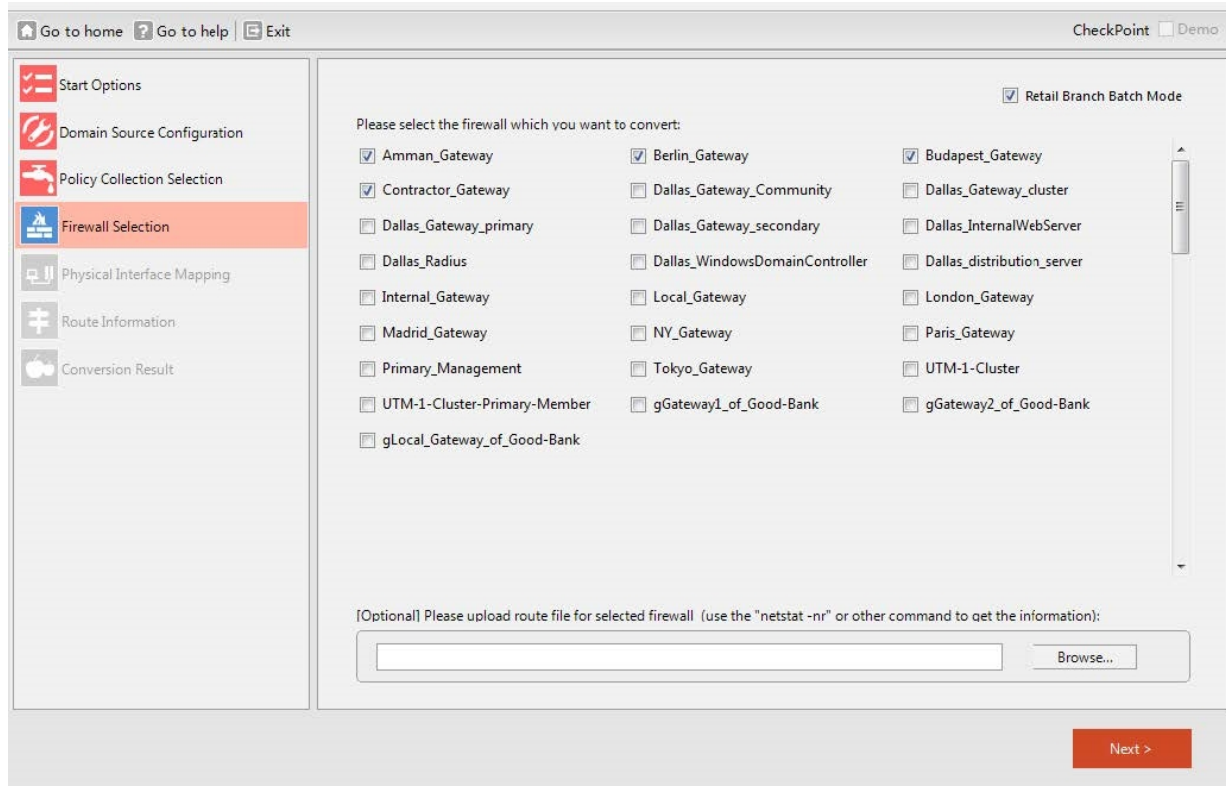 Go to home Go to help Exit CheckPoint Demo
Start Options
Domain Source Configuration
Policy Collection Selection
Firewall Selection
Physical Interface Mapping
Route Information
Conversion Result
Retail Branch Batch Mode
Please select the firewall which you want to convert:
Amman_Gateway Berlin_Gateway Budapest_Gateway
Contractor_Gateway Dallas_Gateway_Community Dallas_Gateway_cluster
Dallas_Gateway_primary Dallas_Gateway_secondary Dallas_InternalWebServer
Dallas_Radius Dallas_WindowsDomainController Dallas_distribution_server
Internal_Gateway Local_Gateway London_Gateway
Madrid_Gateway NY_Gateway Paris_Gateway
Primary_Management Tokyo_Gateway UTM-1-Cluster
UTM-1-Cluster-Primary-Member gGateway1_of_Good-Bank gGateway2_of_Good-Bank
gLocal_Gateway_of_Good-Bank
[Optional] Please upload route file for selected firewall (use the "netstat -nr" or other command to get the information):
Browse...
Next >